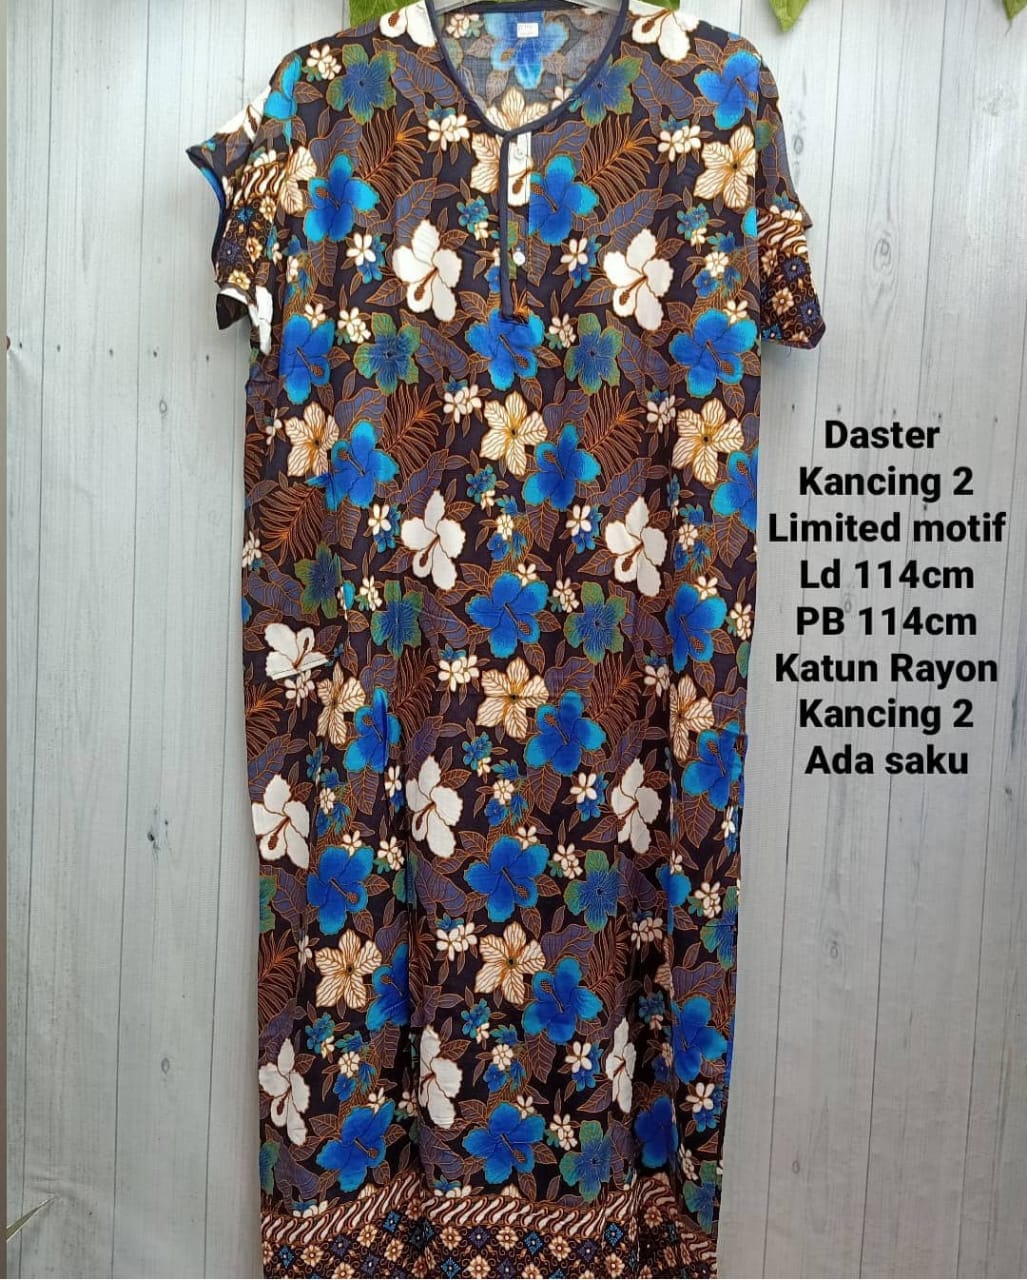 Daster
Kancing 2
Limited motif
Ld 114cm
PB 114cm
Katun Rayon
Kancing 2
Ada saku